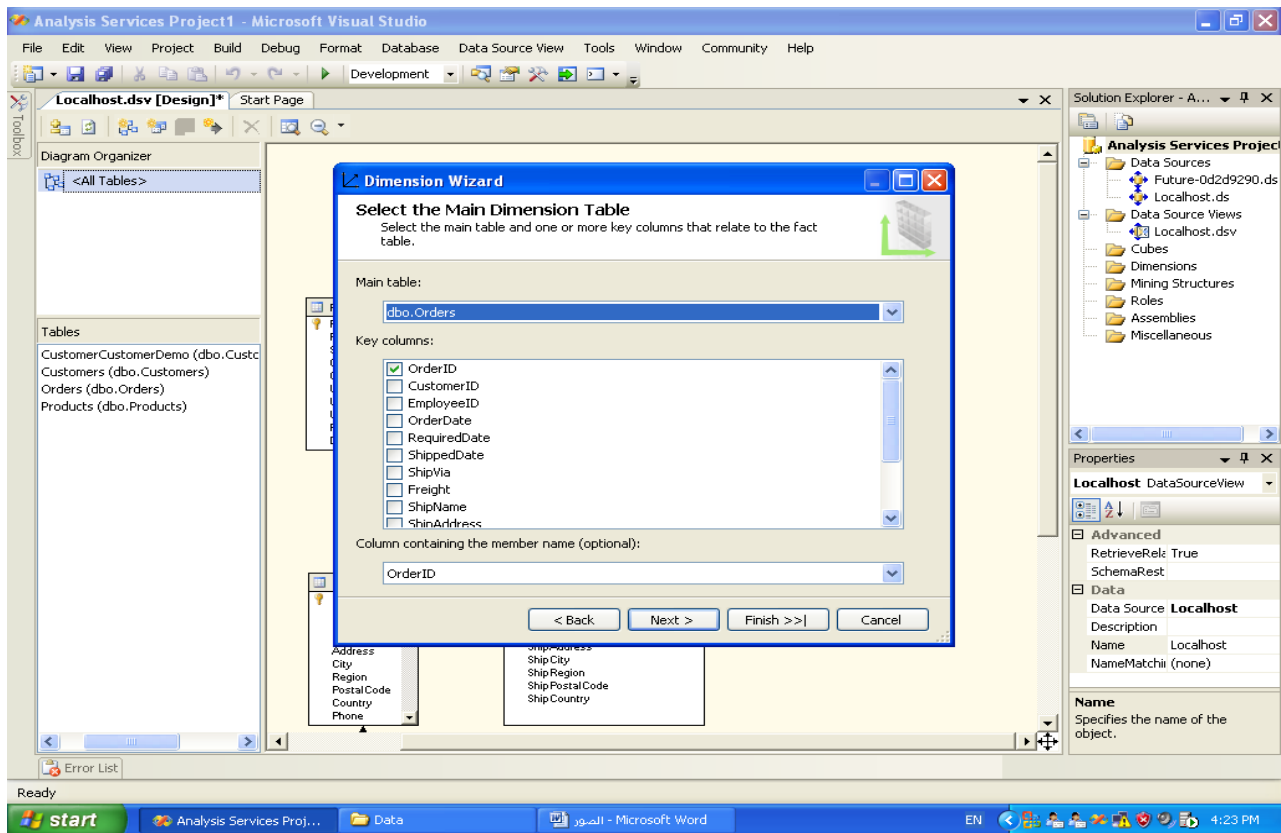 Analysis Services Project1 - Microsoft Visual Studio
File Edit View Project Build Debug Format Database Data Source View Tools Window Community Help
Development
Toolbox
Localhost.dsv [Design]* Start Page
Diagram Organizer
<All Tables>
Tables
CustomerCustomerDemo (dbo.Custc
Customers (dbo.Customers)
Orders (dbo.Orders)
Products (dbo.Products)
Dimension Wizard
Select the Main Dimension Table
Select the main table and one or more key columns that relate to the fact
table.
Main table:
dbo.Orders
Key columns:
OrderID
CustomerID
EmployeeID
OrderDate
RequiredDate
ShippedDate
ShipVia
Freight
ShipName
ShipAddress
Column containing the member name (optional):
OrderID
< Back Next > Finish >>| Cancel
Address
City
Region
PostalCode
Country
Phone
ShipAddress
ShipCity
ShipRegion
ShipPostalCode
ShipCountry
Solution Explorer - A...
Analysis Services Project
Data Sources
Future-0d2d9290.ds
Localhost.ds
Data Source Views
Localhost.dsv
Cubes
Dimensions
Mining Structures
Roles
Assemblies
Miscellaneous
Properties
Localhost DataSourceView
Advanced
RetrieveRela True
SchemaRest
Data
Data Source Localhost
Description
Name Localhost
NameMatchii (none)
Name
Specifies the name of the
object.
Error List
Ready
start Analysis Services Proj... Data الصور - Microsoft Word EN 4:23 PM